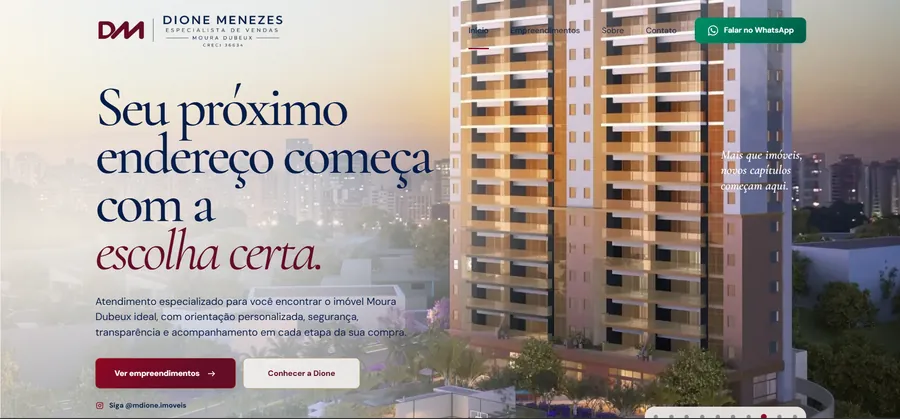 DM
DIONE MENEZES
ESPECIALISTA DE VENDAS
MOURA DUBEUX
CRECI 36034
Início
Empreendimentos
Sobre
Contato
Falar no WhatsApp
Seu próximo
endereço começa
com a
escolha certa.
Mais que imóveis,
novos capítulos
começam aqui.
Atendimento especializado para você encontrar o imóvel Moura
Dubeux ideal, com orientação personalizada, segurança,
transparência e acompanhamento em cada etapa da sua compra.
Ver empreendimentos →
Conhecer a Dione
Siga @mdione.imoveis